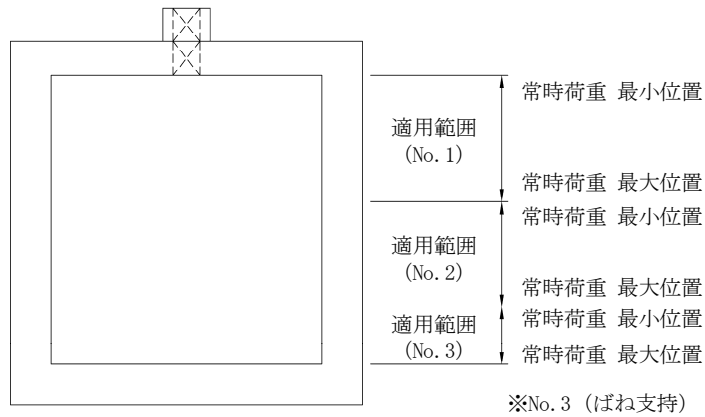 常時荷重 最小位置
適用範囲
(No.1)
常時荷重 最大位置
常時荷重 最小位置
適用範囲
(No.2)
常時荷重 最大位置
常時荷重 最小位置
適用範囲
(No.3)
常時荷重 最大位置
※No.3（ばね支持）